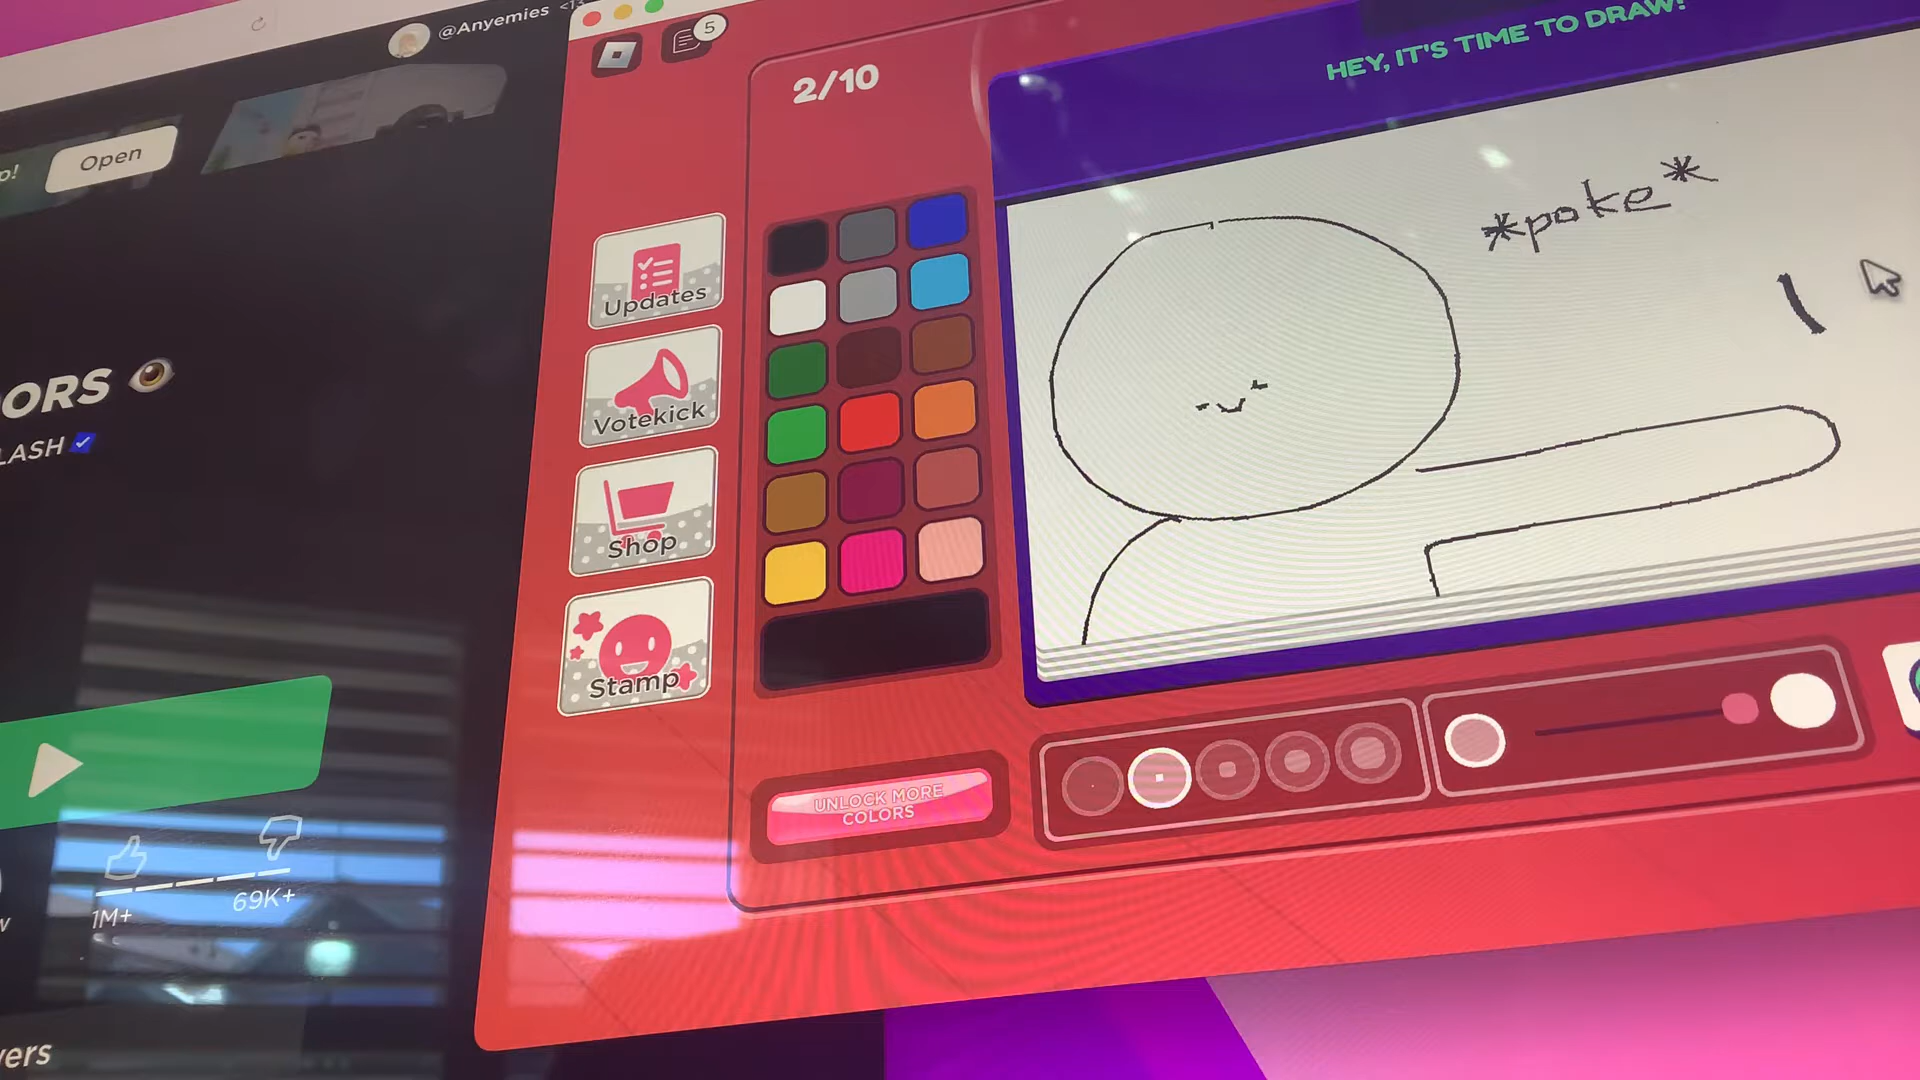 @Anyemies
p!
Open
ORS
LASH
1M+
69K+
vers
5
2/10
HEY, IT'S TIME TO DRAW!
*poke*
Updates
Votekick
Shop
Stamp
UNLOCK MORE
COLORS